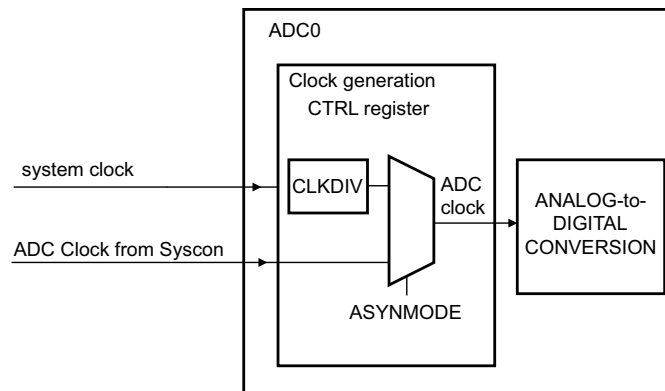 ADC0
Clock generation
CTRL register
system clock
CLKDIV
ADC
clock
ANALOG-to-
DIGITAL
CONVERSION
ADC Clock from Syscon
ASYNMODE